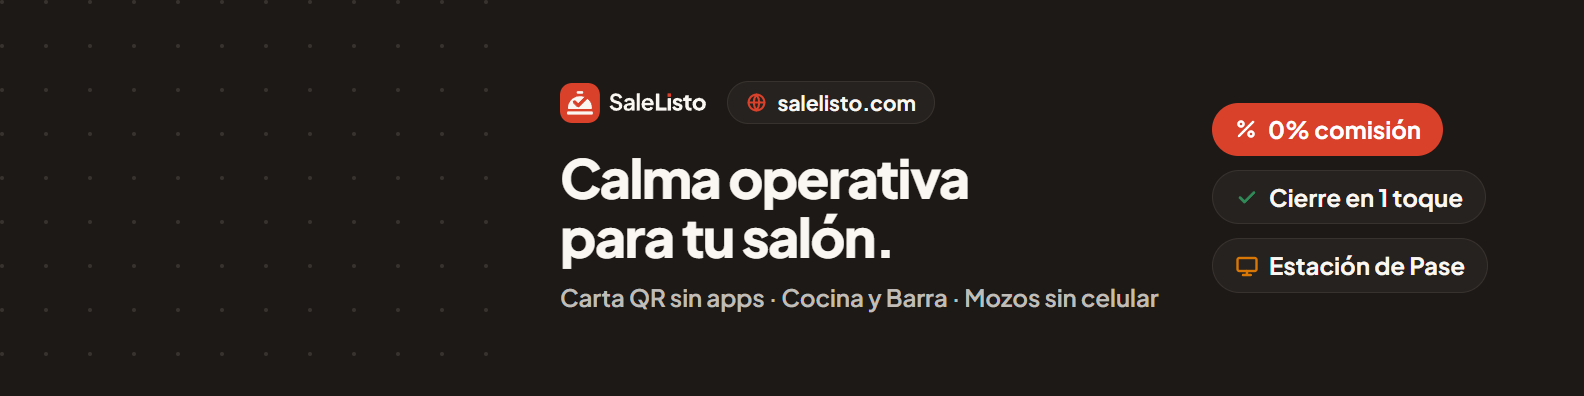 SaleListo
salelisto.com
Calma operativa
para tu salón.
Carta QR sin apps · Cocina y Barra · Mozos sin celular
% 0% comisión
Cierre en 1 toque
Estación de Pase